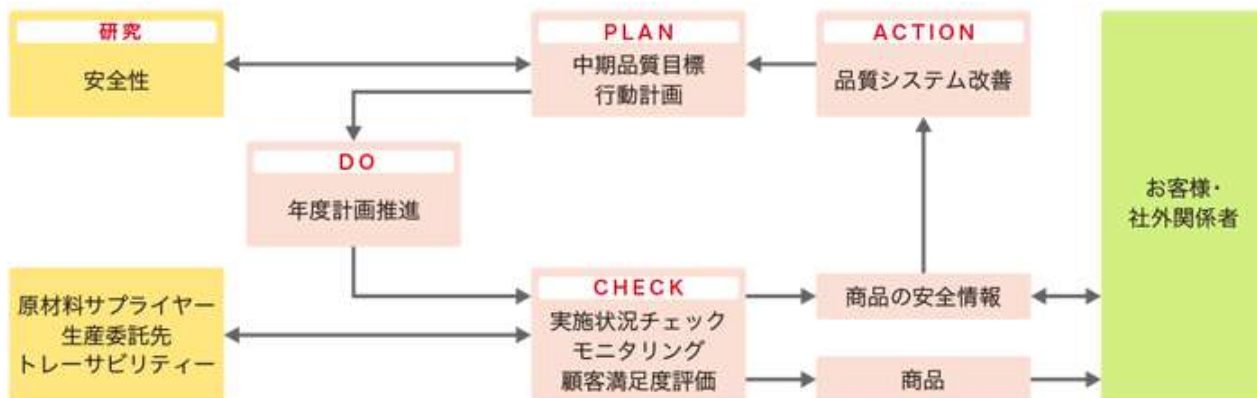 研究
安全性
PLAN
中期品質目標
行動計画
ACTION
品質システム改善
DO
年度計画推進
お客様・
社外関係者
原材料サプライヤー
生産委託先
トレーサビリティー
CHECK
実施状況チェック
モニタリング
顧客満足度評価
商品の安全情報
商品